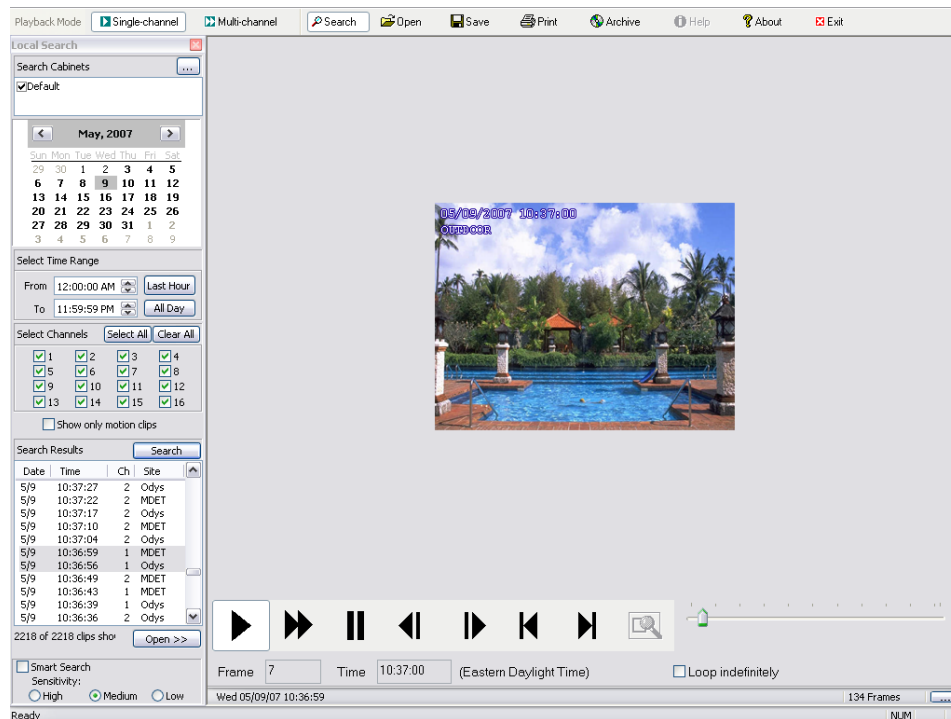 Playback Mode Single-channel Multi-channel Search Open Save Print Archive Help About Exit
Local Search
Search Cabinets ...
Default
May, 2007
Sun Mon Tue Wed Thu Fri Sat
29 30 1 2 3 4 5
6 7 8 9 10 11 12
13 14 15 16 17 18 19
20 21 22 23 24 25 26
27 28 29 30 31 1 2
3 4 5 6 7 8 9
Select Time Range
From 12:00:00 AM Last Hour
To 11:59:59 PM All Day
Select Channels Select All Clear All
1 2 3 4
5 6 7 8
9 10 11 12
13 14 15 16
Show only motion clips
Search Results Search
Date Time Ch Site
5/9 10:37:27 2 Odys
5/9 10:37:22 2 MDET
5/9 10:37:17 2 Odys
5/9 10:37:10 2 MDET
5/9 10:37:04 2 Odys
5/9 10:36:59 1 MDET
5/9 10:36:56 1 Odys
5/9 10:36:49 2 MDET
5/9 10:36:43 1 MDET
5/9 10:36:39 1 Odys
5/9 10:36:36 2 Odys
2218 of 2218 clips sho Open >>
Smart Search
Sensitivity:
High Medium Low
Ready
05/09/2007 10:37:00
OUTDOOR
Frame 7 Time 10:37:00 (Eastern Daylight Time) Loop indefinitely
Wed 05/09/07 10:36:59 134 Frames ...
NUM